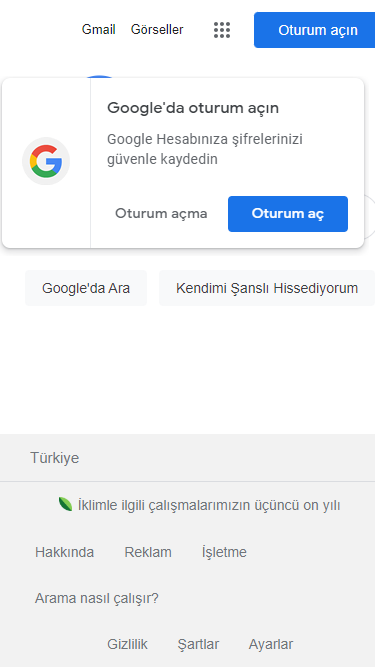 Gmail Görseller Oturum açın
Google'da oturum açın
Google Hesabınıza şifrelerinizi
güvenle kaydedin
Oturum açma Oturum aç
Google'da Ara Kendimi Şanslı Hissediyorum
Türkiye
İklimle ilgili çalışmalarımızın üçüncü on yılı
Hakkında Reklam İşletme
Arama nasıl çalışır?
Gizlilik Şartlar Ayarlar